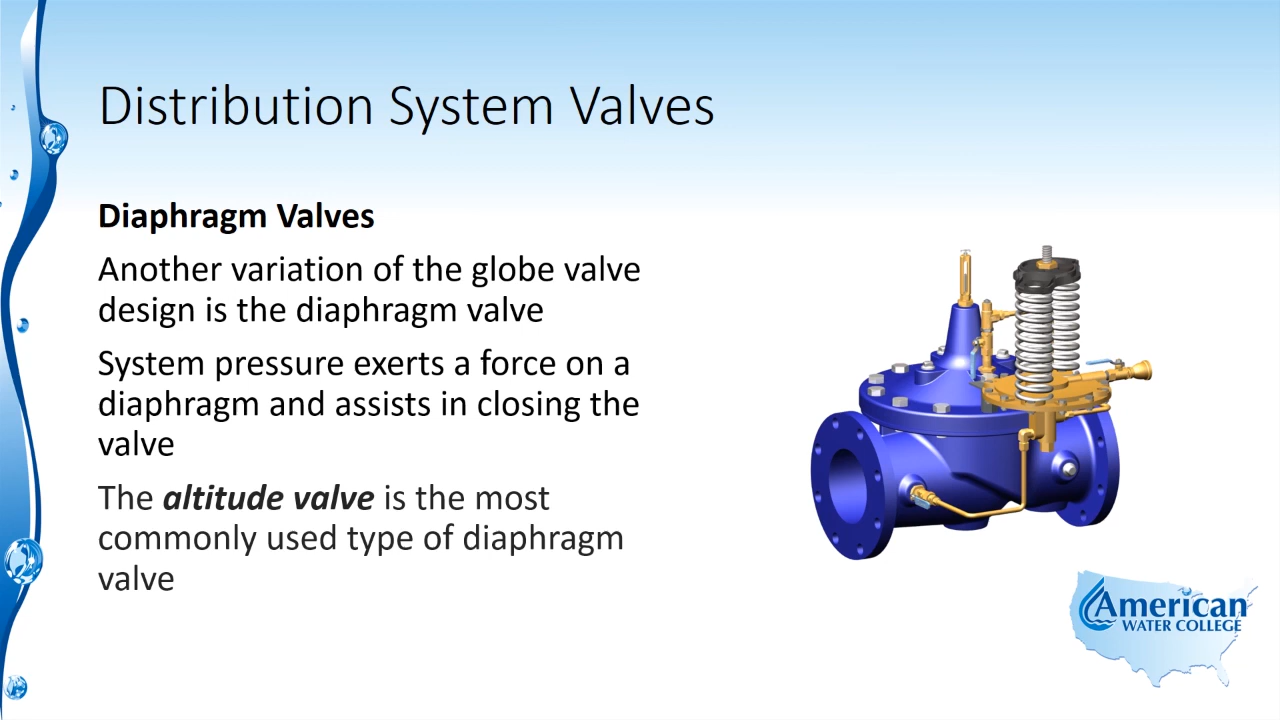 Distribution System Valves
Diaphragm Valves
Another variation of the globe valve
design is the diaphragm valve
System pressure exerts a force on a
diaphragm and assists in closing the
valve
The altitude valve is the most
commonly used type of diaphragm
valve
American
WATER COLLEGE